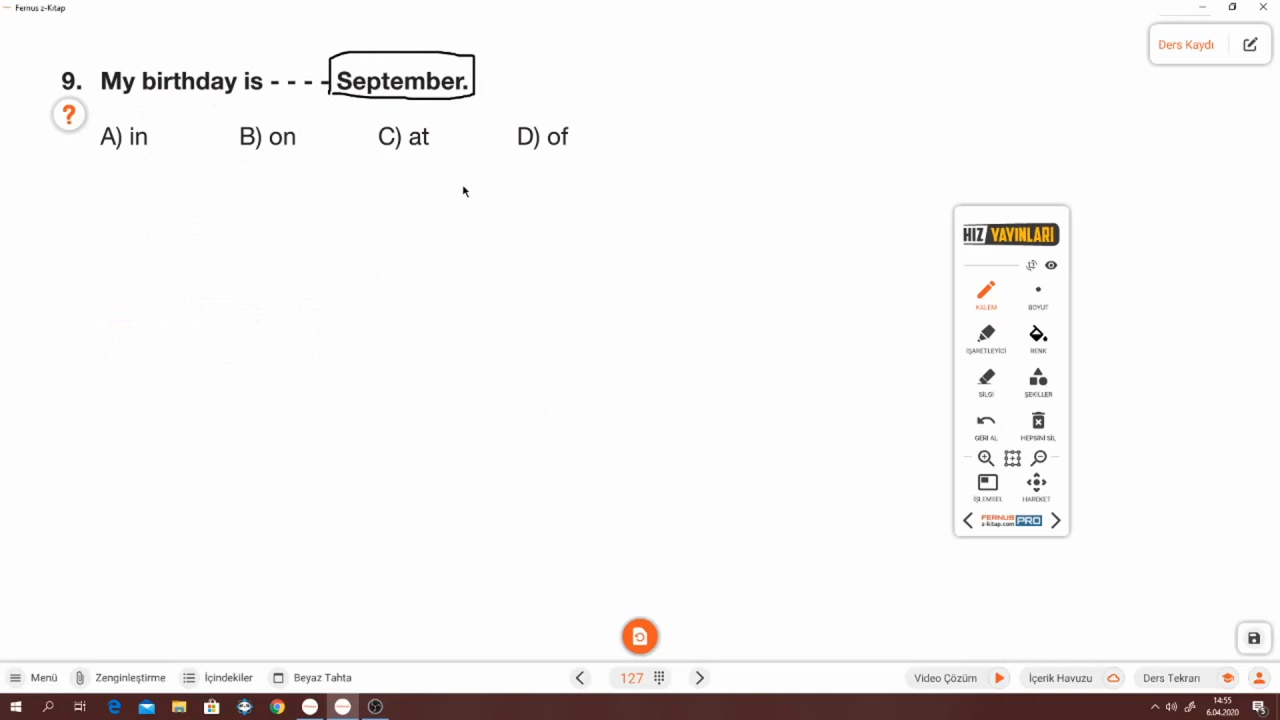 Fernus z-Kitap
Ders Kaydı
9. My birthday is - - - - September.
?
A) in B) on C) at D) of
HIZ YAYINLARI
KALEM BOYUT
İŞARETLEYİCİ RENK
SİLGİ ŞEKİLLER
GERİ AL HEPSİNİ SİL
İŞLEMSEL HAREKET
FERNUS PRO
z-kitap.com
Menü Zenginleştirme İçindekiler Beyaz Tahta 127 Video Çözüm İçerik Havuzu Ders Tekrarı
14:55
6.04.2020